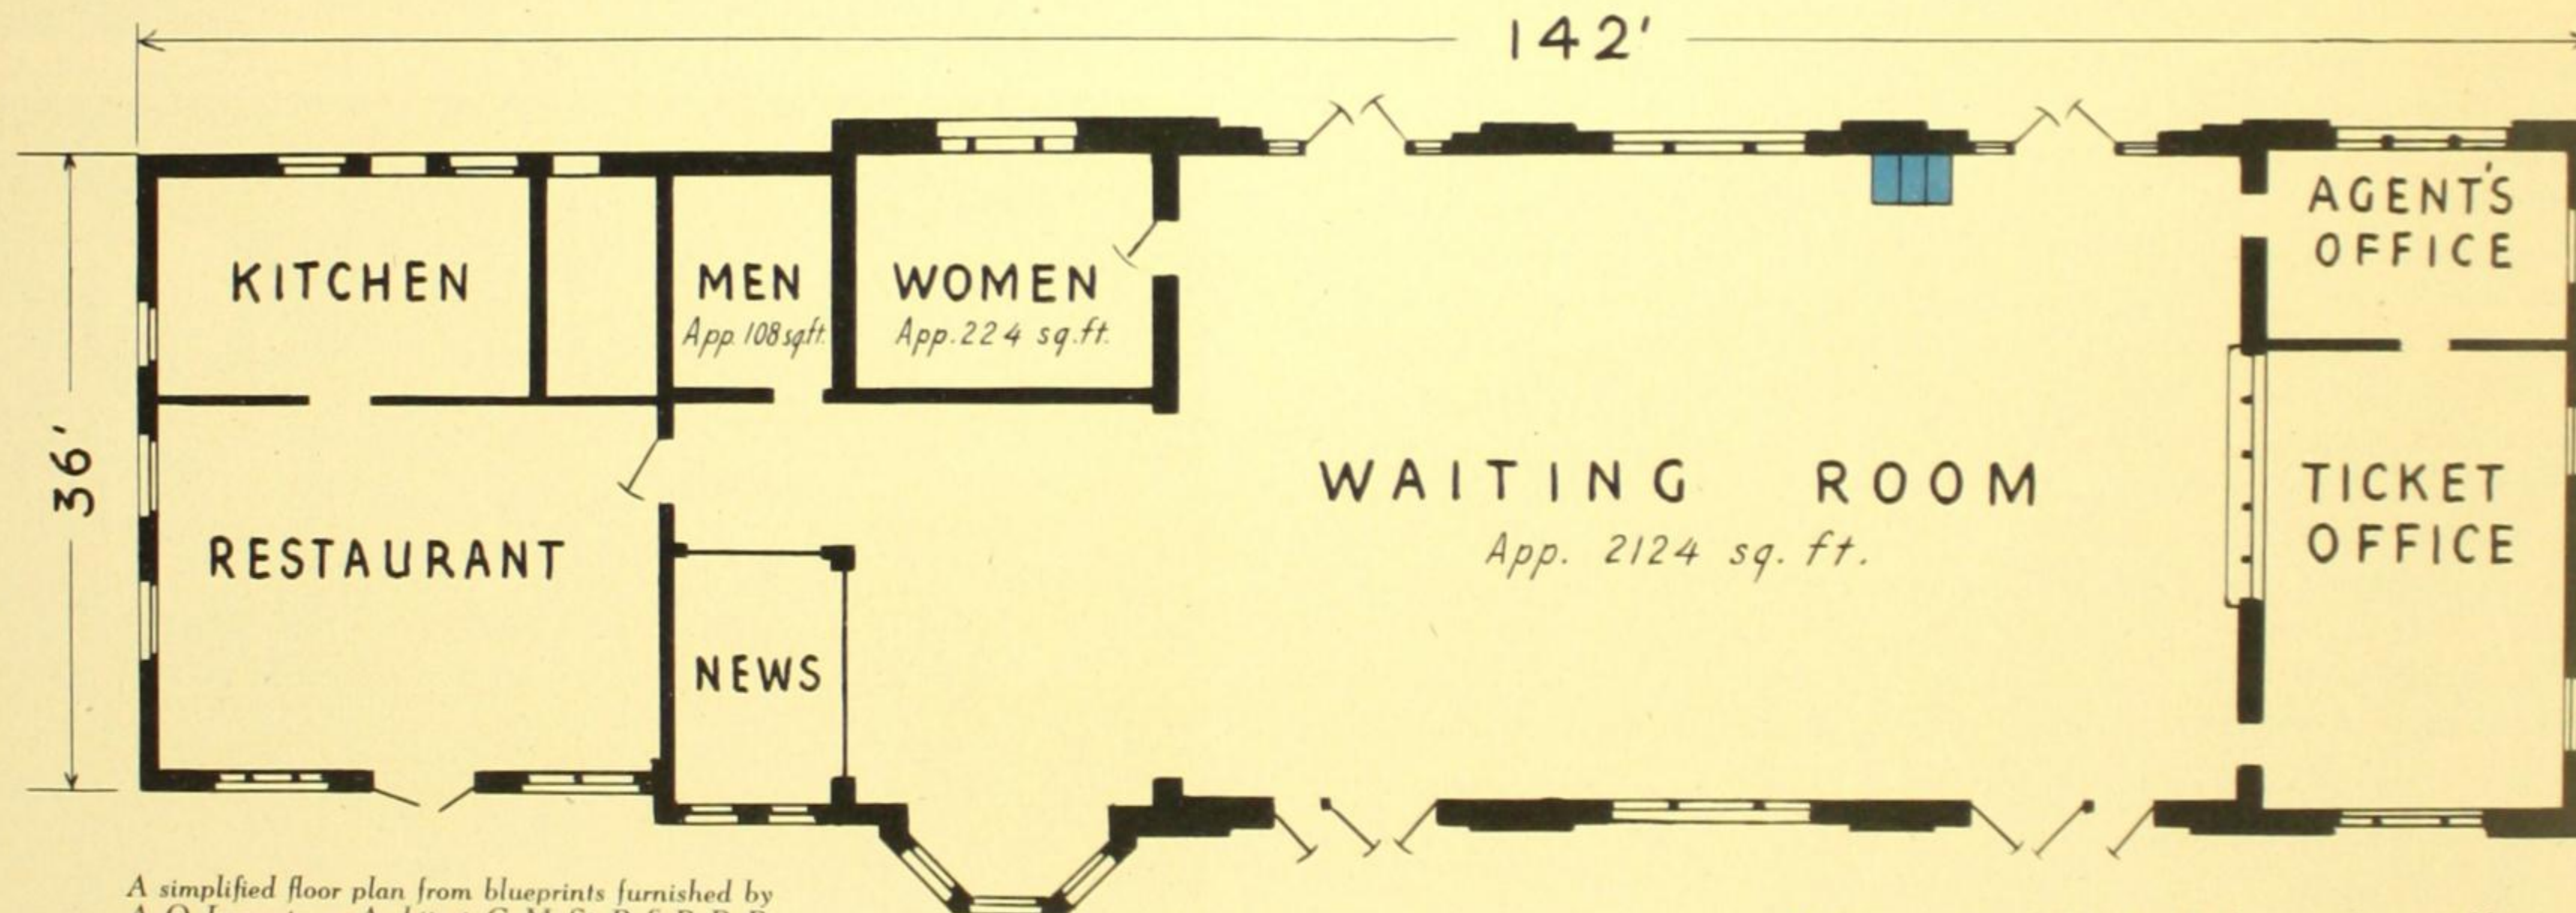 142'
36'
KITCHEN
MEN
App. 108 sq.ft.
WOMEN
App. 224 sq.ft.
AGENT'S
OFFICE
WAITING ROOM
App. 2124 sq. ft.
TICKET
OFFICE
RESTAURANT
NEWS
A simplified floor plan from blueprints furnished by